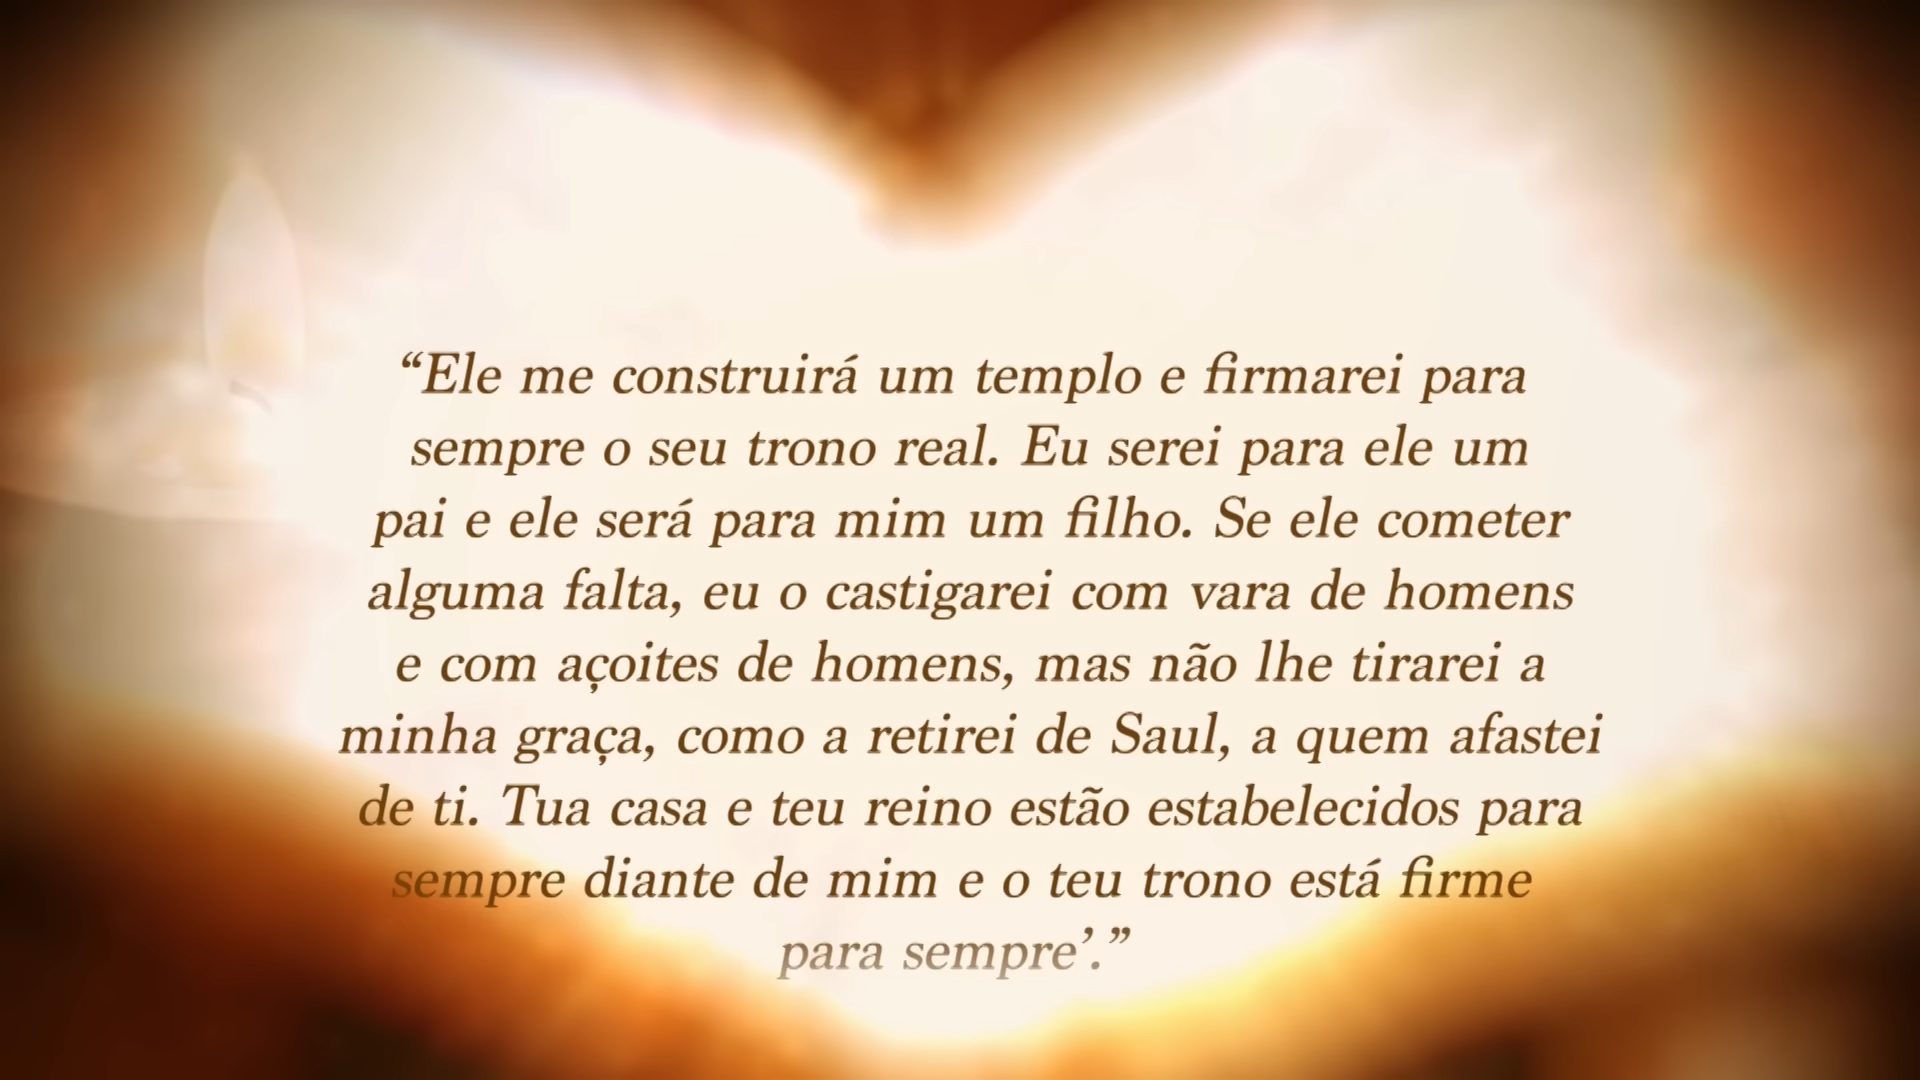 “Ele me construirá um templo e firmarei para
sempre o seu trono real. Eu serei para ele um
pai e ele será para mim um filho. Se ele cometer
alguma falta, eu o castigarei com vara de homens
e com açoites de homens, mas não lhe tirarei a
minha graça, como a retirei de Saul, a quem afastei
de ti. Tua casa e teu reino estão estabelecidos para
sempre diante de mim e o teu trono está firme
para sempre’.”